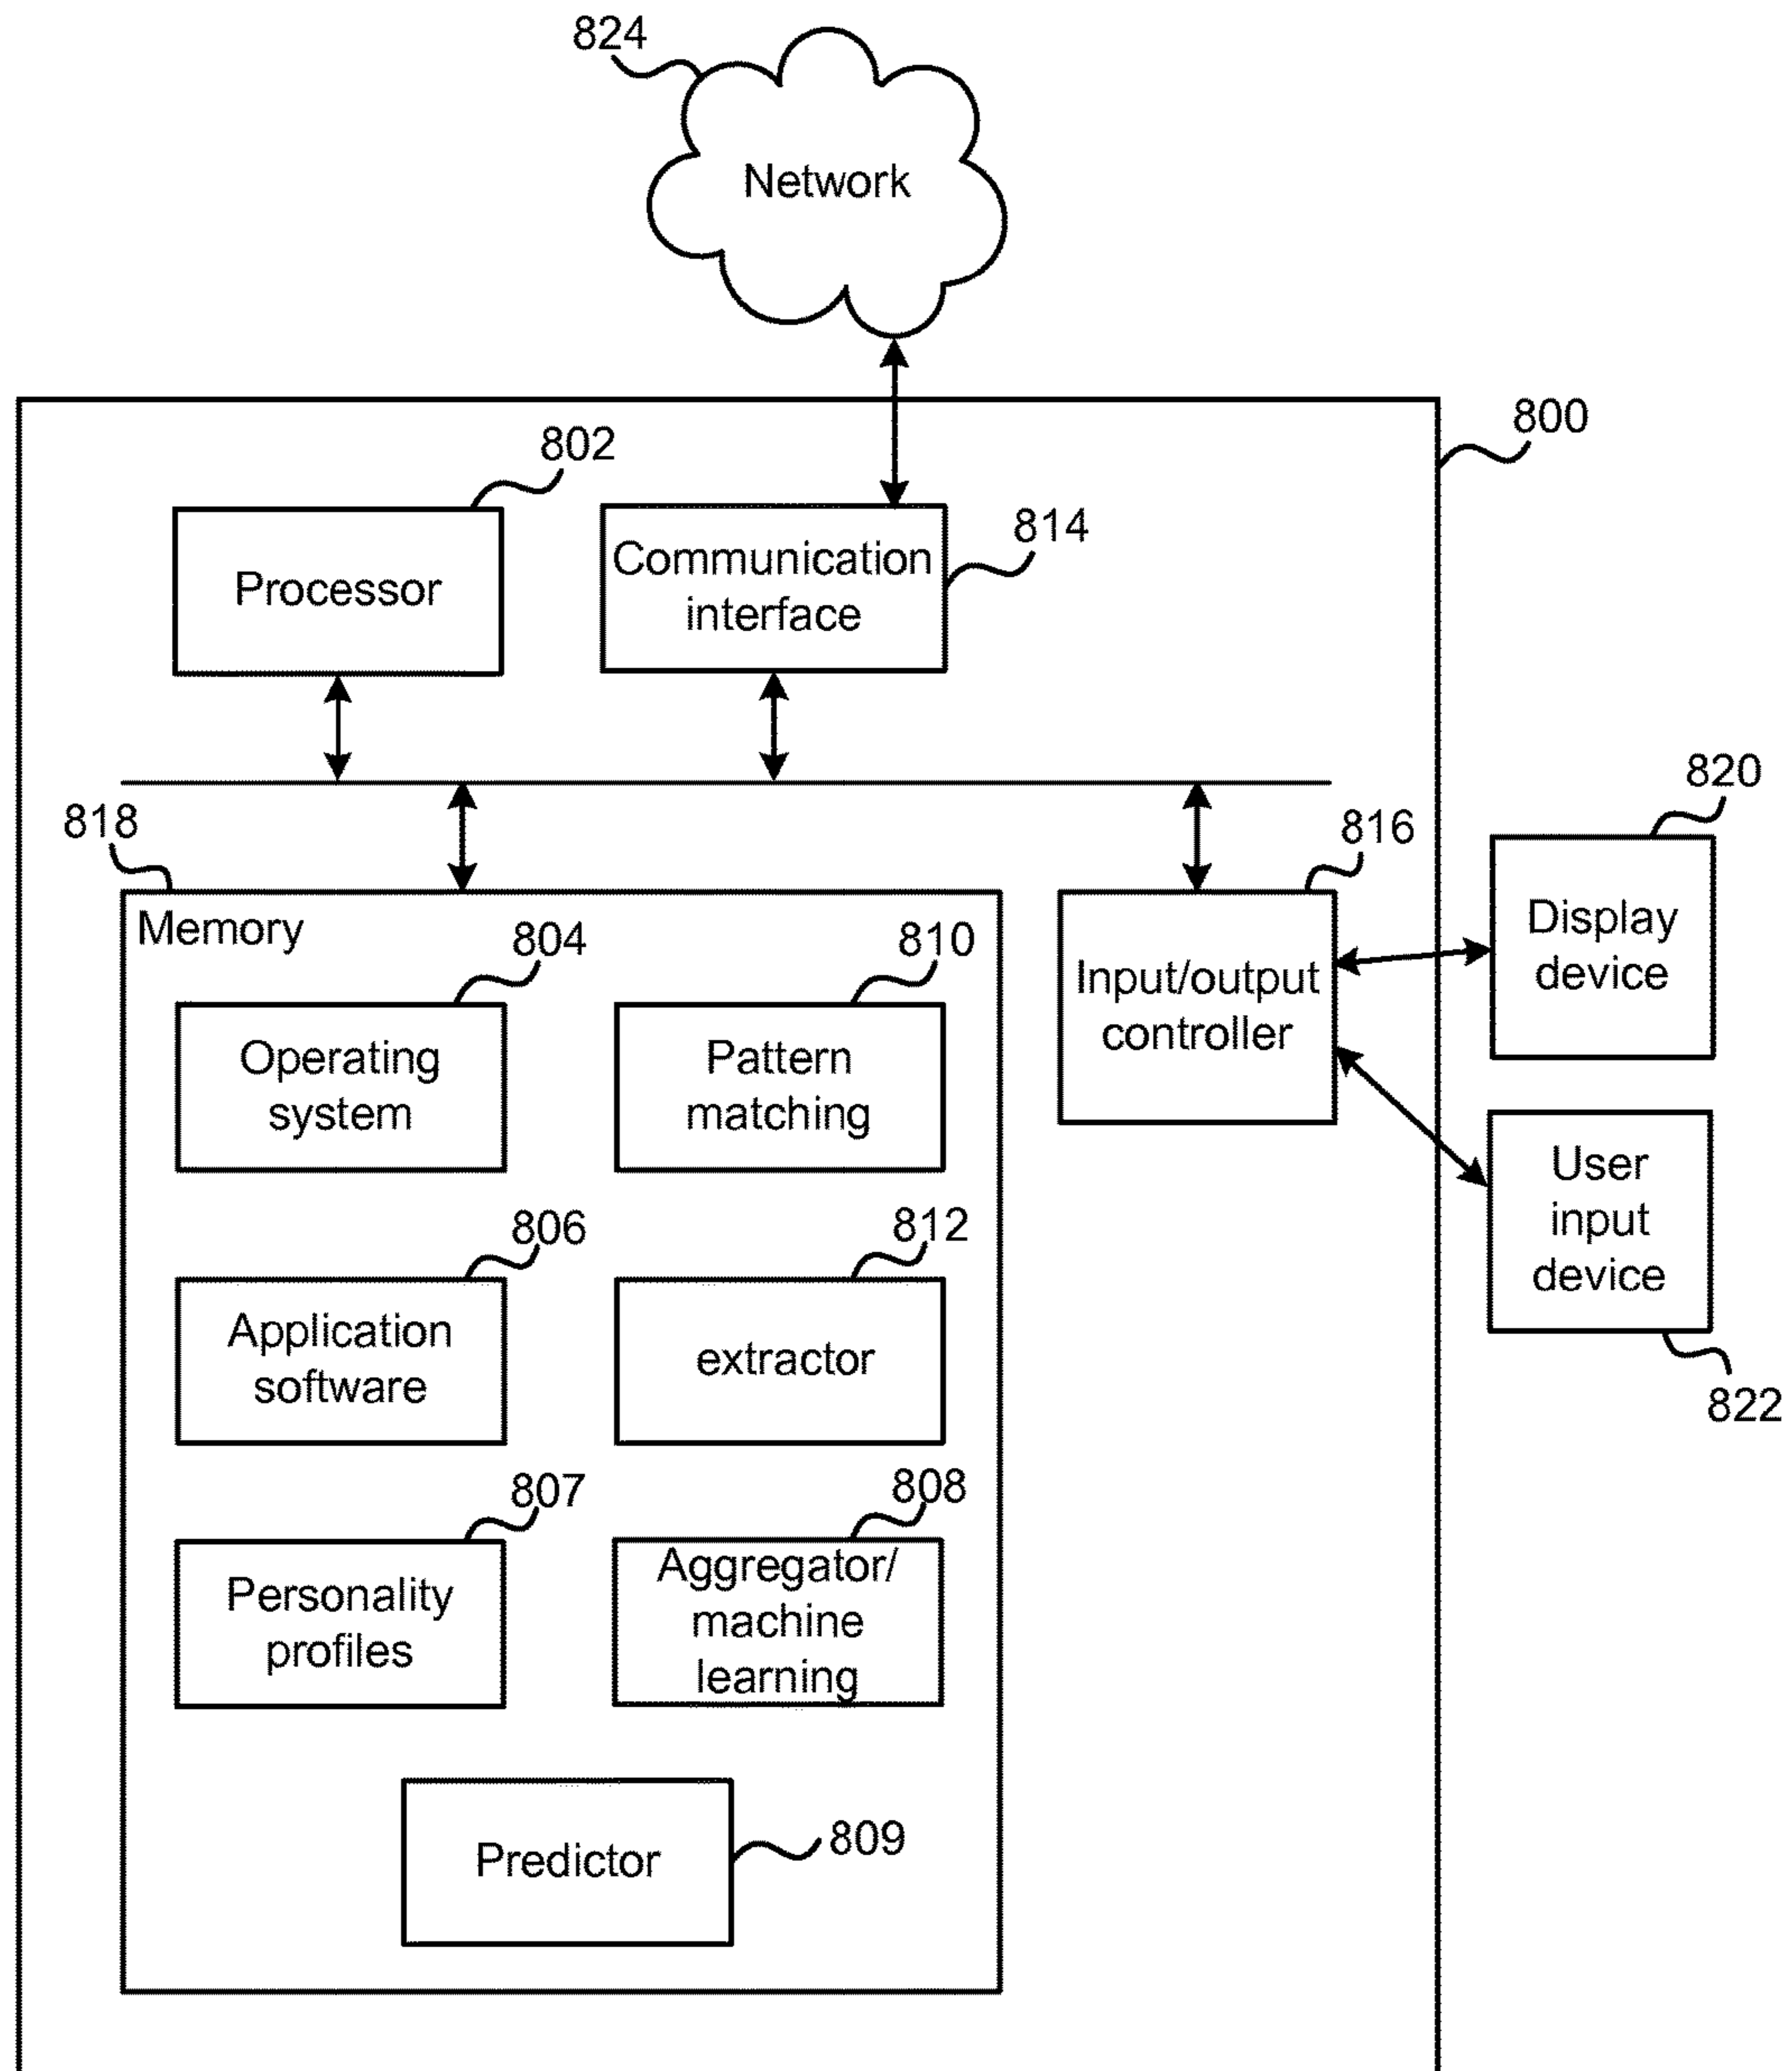 824
Network
800
802
814
Processor
Communication
interface
820
818
816
Memory
804
810
Display
device
Input/output
controller
Operating
system
Pattern
matching
User
input
device
806
812
Application
software
extractor
822
807
808
Personality
profiles
Aggregator/
machine
learning
Predictor
809